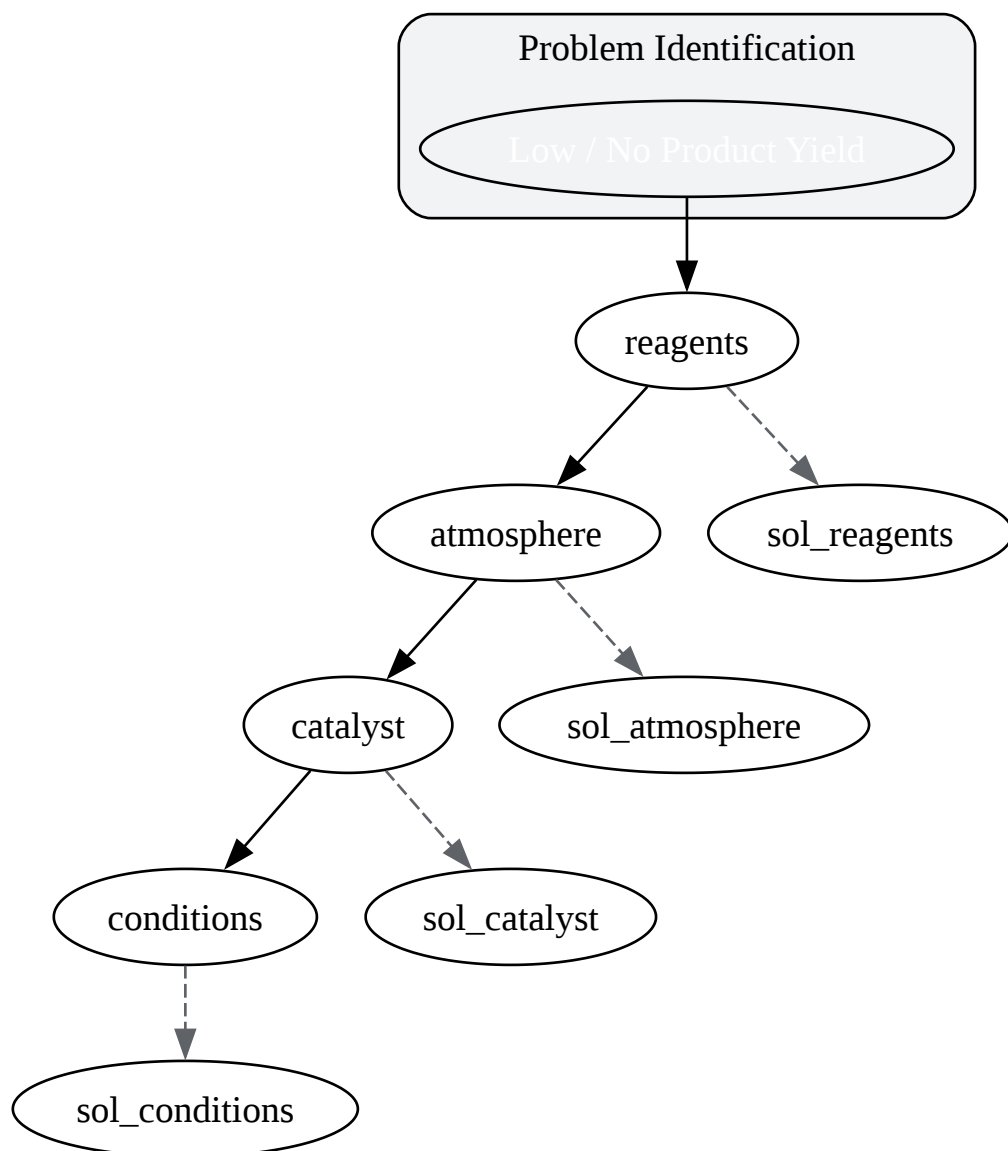 Problem Identification
Low / No Product Yield
reagents
atmosphere
sol_reagents
catalyst
sol_atmosphere
conditions
sol_catalyst
sol_conditions